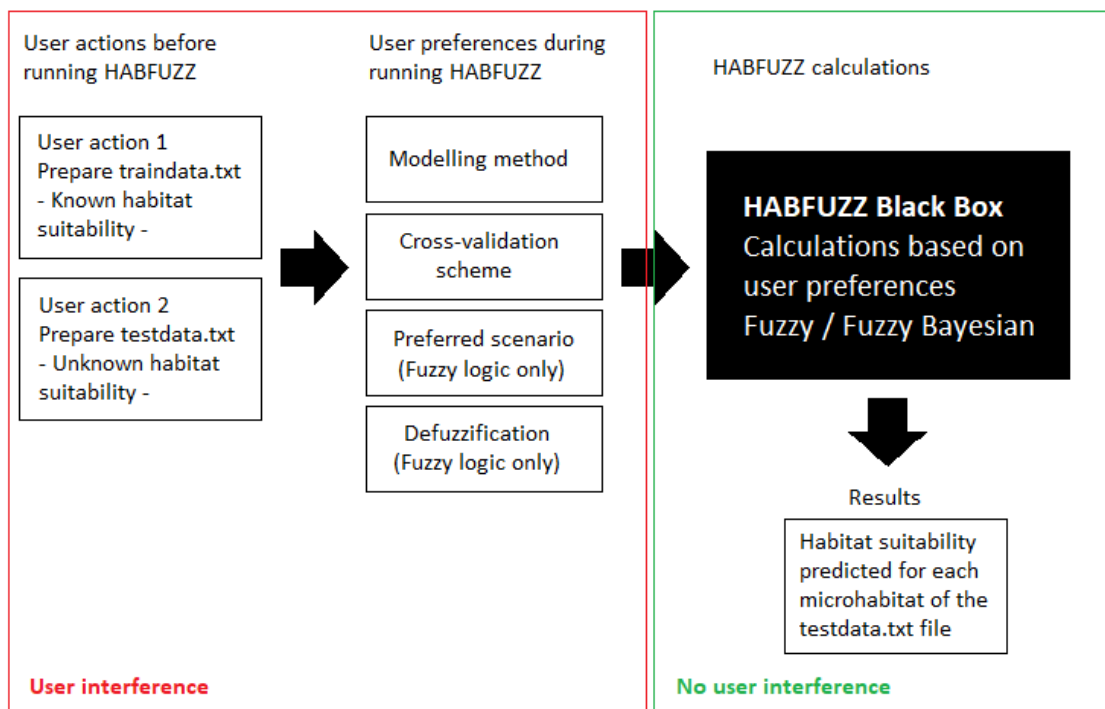 User actions before
running HABFUZZ
User action 1
Prepare traindata.txt
- Known habitat
suitability -
User action 2
Prepare testdata.txt
- Unknown habitat
suitability -
User preferences during
running HABFUZZ
Modelling method
Cross-validation
scheme
Preferred scenario
(Fuzzy logic only)
Defuzzification
(Fuzzy logic only)
User interference
HABFUZZ calculations
HABFUZZ Black Box
Calculations based on
user preferences
Fuzzy / Fuzzy Bayesian
Results
Habitat suitability
predicted for each
microhabitat of the
testdata.txt file
No user interference